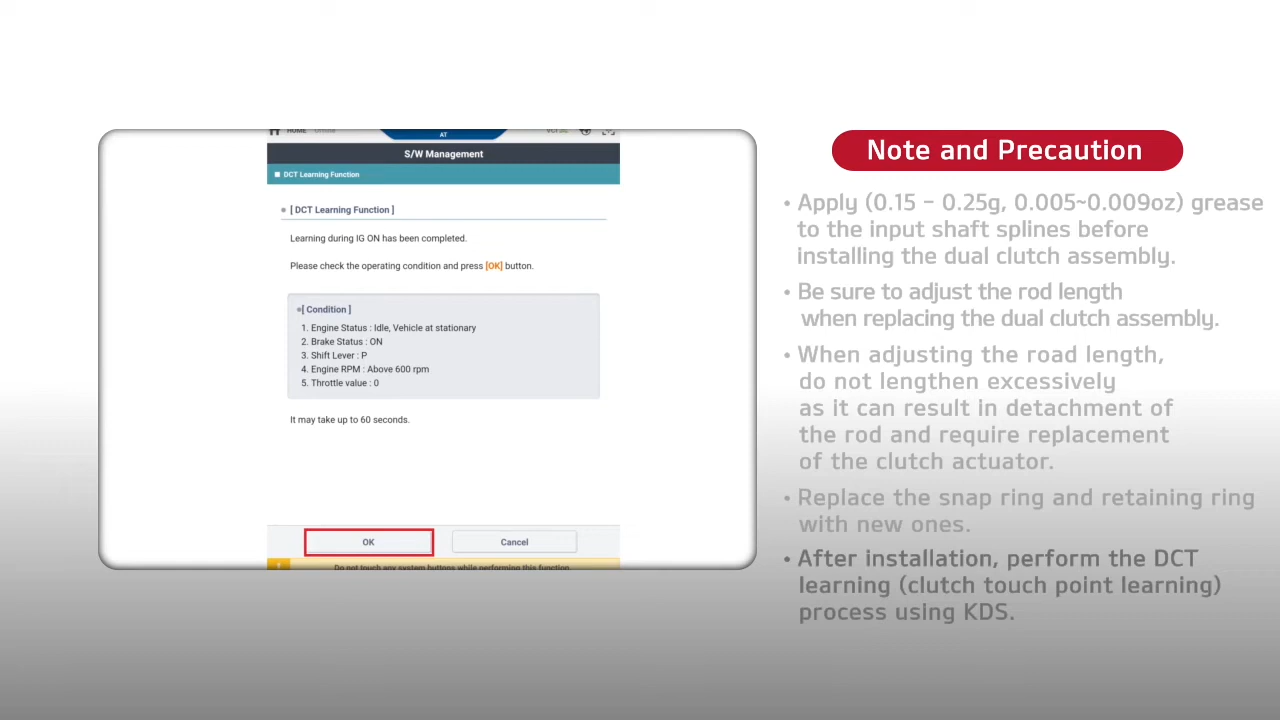 HOME
AT
VCI
S/W Management
DCT Learning Function
[ DCT Learning Function ]
Learning during IG ON has been completed.
Please check the operating condition and press [OK] button.
[ Condition ]
1. Engine Status : Idle, Vehicle at stationary
2. Brake Status : ON
3. Shift Lever : P
4. Engine RPM : Above 600 rpm
5. Throttle value : 0
It may take up to 60 seconds.
OK
Cancel
Do not touch any system buttons while performing this function.
Note and Precaution
• Apply (0.15 – 0.25g, 0.005~0.009oz) grease
to the input shaft splines before
installing the dual clutch assembly.
• Be sure to adjust the rod length
when replacing the dual clutch assembly.
• When adjusting the road length,
do not lengthen excessively
as it can result in detachment of
the rod and require replacement
of the clutch actuator.
• Replace the snap ring and retaining ring
with new ones.
• After installation, perform the DCT
learning (clutch touch point learning)
process using KDS.